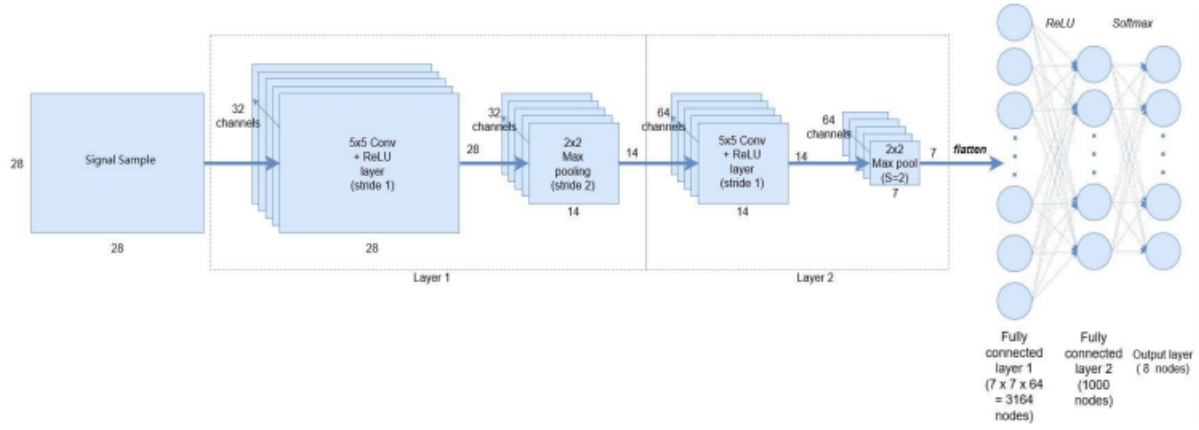 28
Signal Sample
28
32
channels
5x5 Conv
+ ReLU
layer
(stride 1)
28
28
32
channels
2x2
Max
pooling
(stride 2)
14
14
Layer 1
64
channels
5x5 Conv
+ ReLU
layer
(stride 1)
14
14
64
channels
2x2
Max pool
(S=2)
7
7
Layer 2
flatten
ReLU
Softmax
Fully
connected
layer 1
(7 x 7 x 64
= 3164
nodes)
Fully
connected
layer 2
(1000
nodes)
Output layer
( 8 nodes)